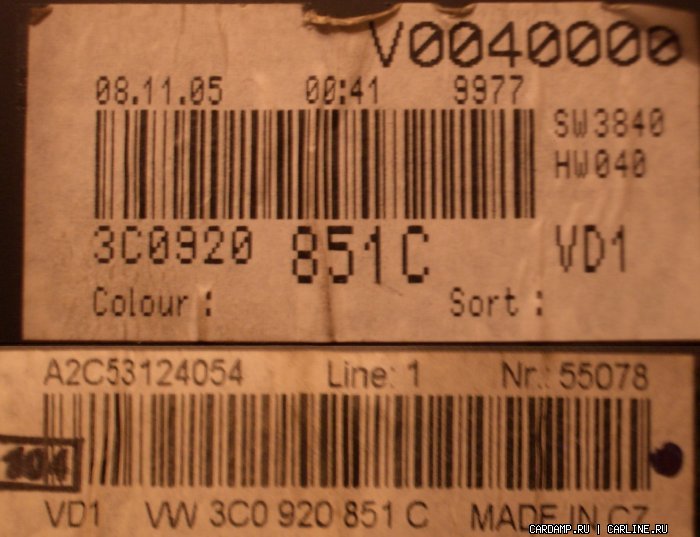 V0040000
08.11.05 00:41 9977
SW3840
HW040
3C0920 851C VD1
Colour : Sort :
A2C53124054 Line: 1 Nr.: 55078
104
VD1 VW 3C0 920 851 C MADE IN CZ
CARDAMP.RU | CARLINE.RU